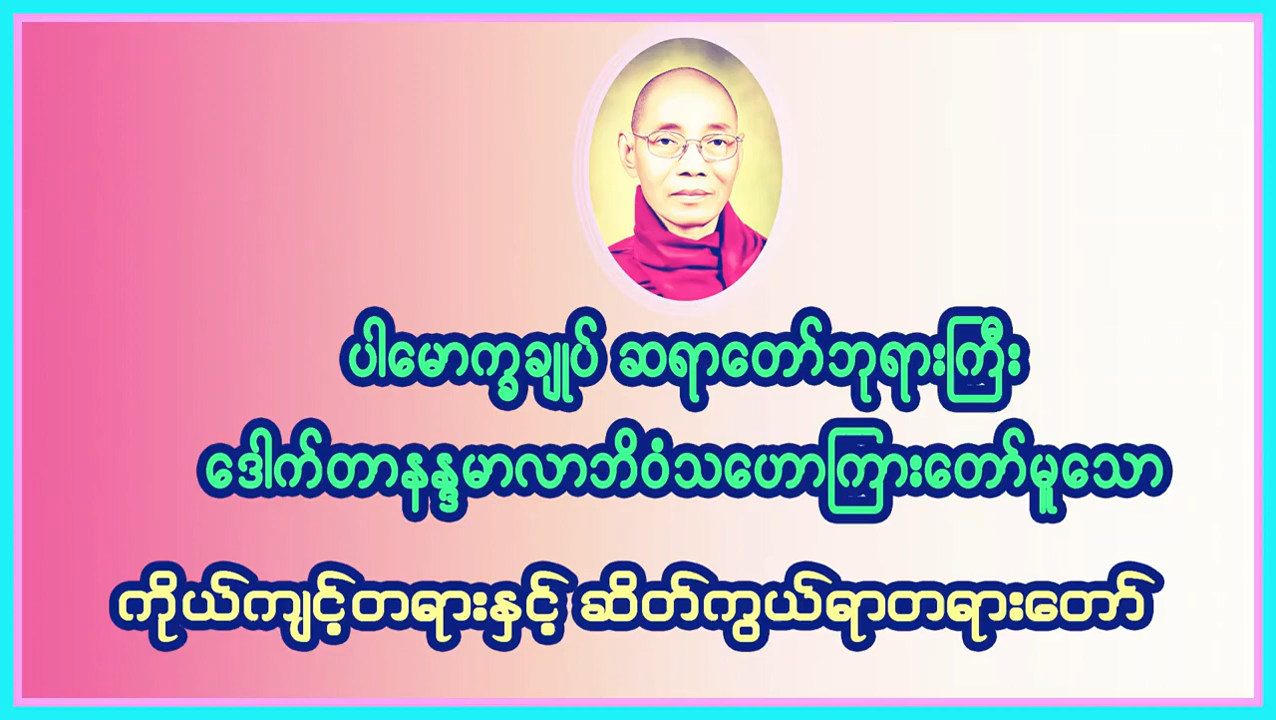 ပါမောက္ခချုပ် ဆရာတော်ဘုရားကြီး
ဒေါက်တာနန္ဒမာလာဘိဝံသဟောကြားတော်မူသော
ကိုယ်ကျင့်တရားနှင့် ဆိတ်ကွယ်ရာတရားတော်